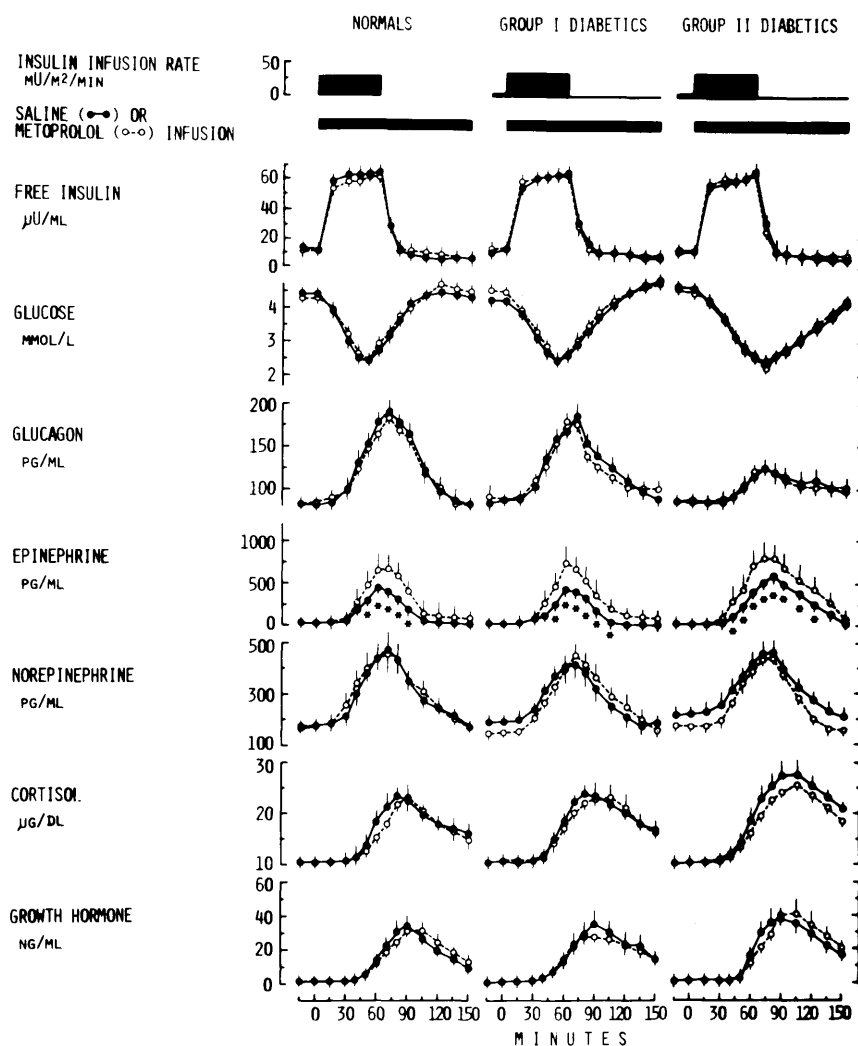 NORMALS GROUP I DIABETICS GROUP II DIABETICS
INSULIN INFUSION RATE
MU/M²/MIN
50
0
SALINE (●–●) OR
METOPROLOL (○-○) INFUSION
FREE INSULIN
µU/ML
60
40
20
0
GLUCOSE
MMOL/L
4
3
2
GLUCAGON
PG/ML
200
150
100
EPINEPHRINE
PG/ML
1000
500
0
* * * * * * * * * * * * * * *
NOREPINEPHRINE
PG/ML
500
300
100
CORTISOL
µG/DL
30
20
10
GROWTH HORMONE
NG/ML
60
40
20
0
0 30 60 90 120 150 0 30 60 90 120 150 0 30 60 90 120 150
MINUTES